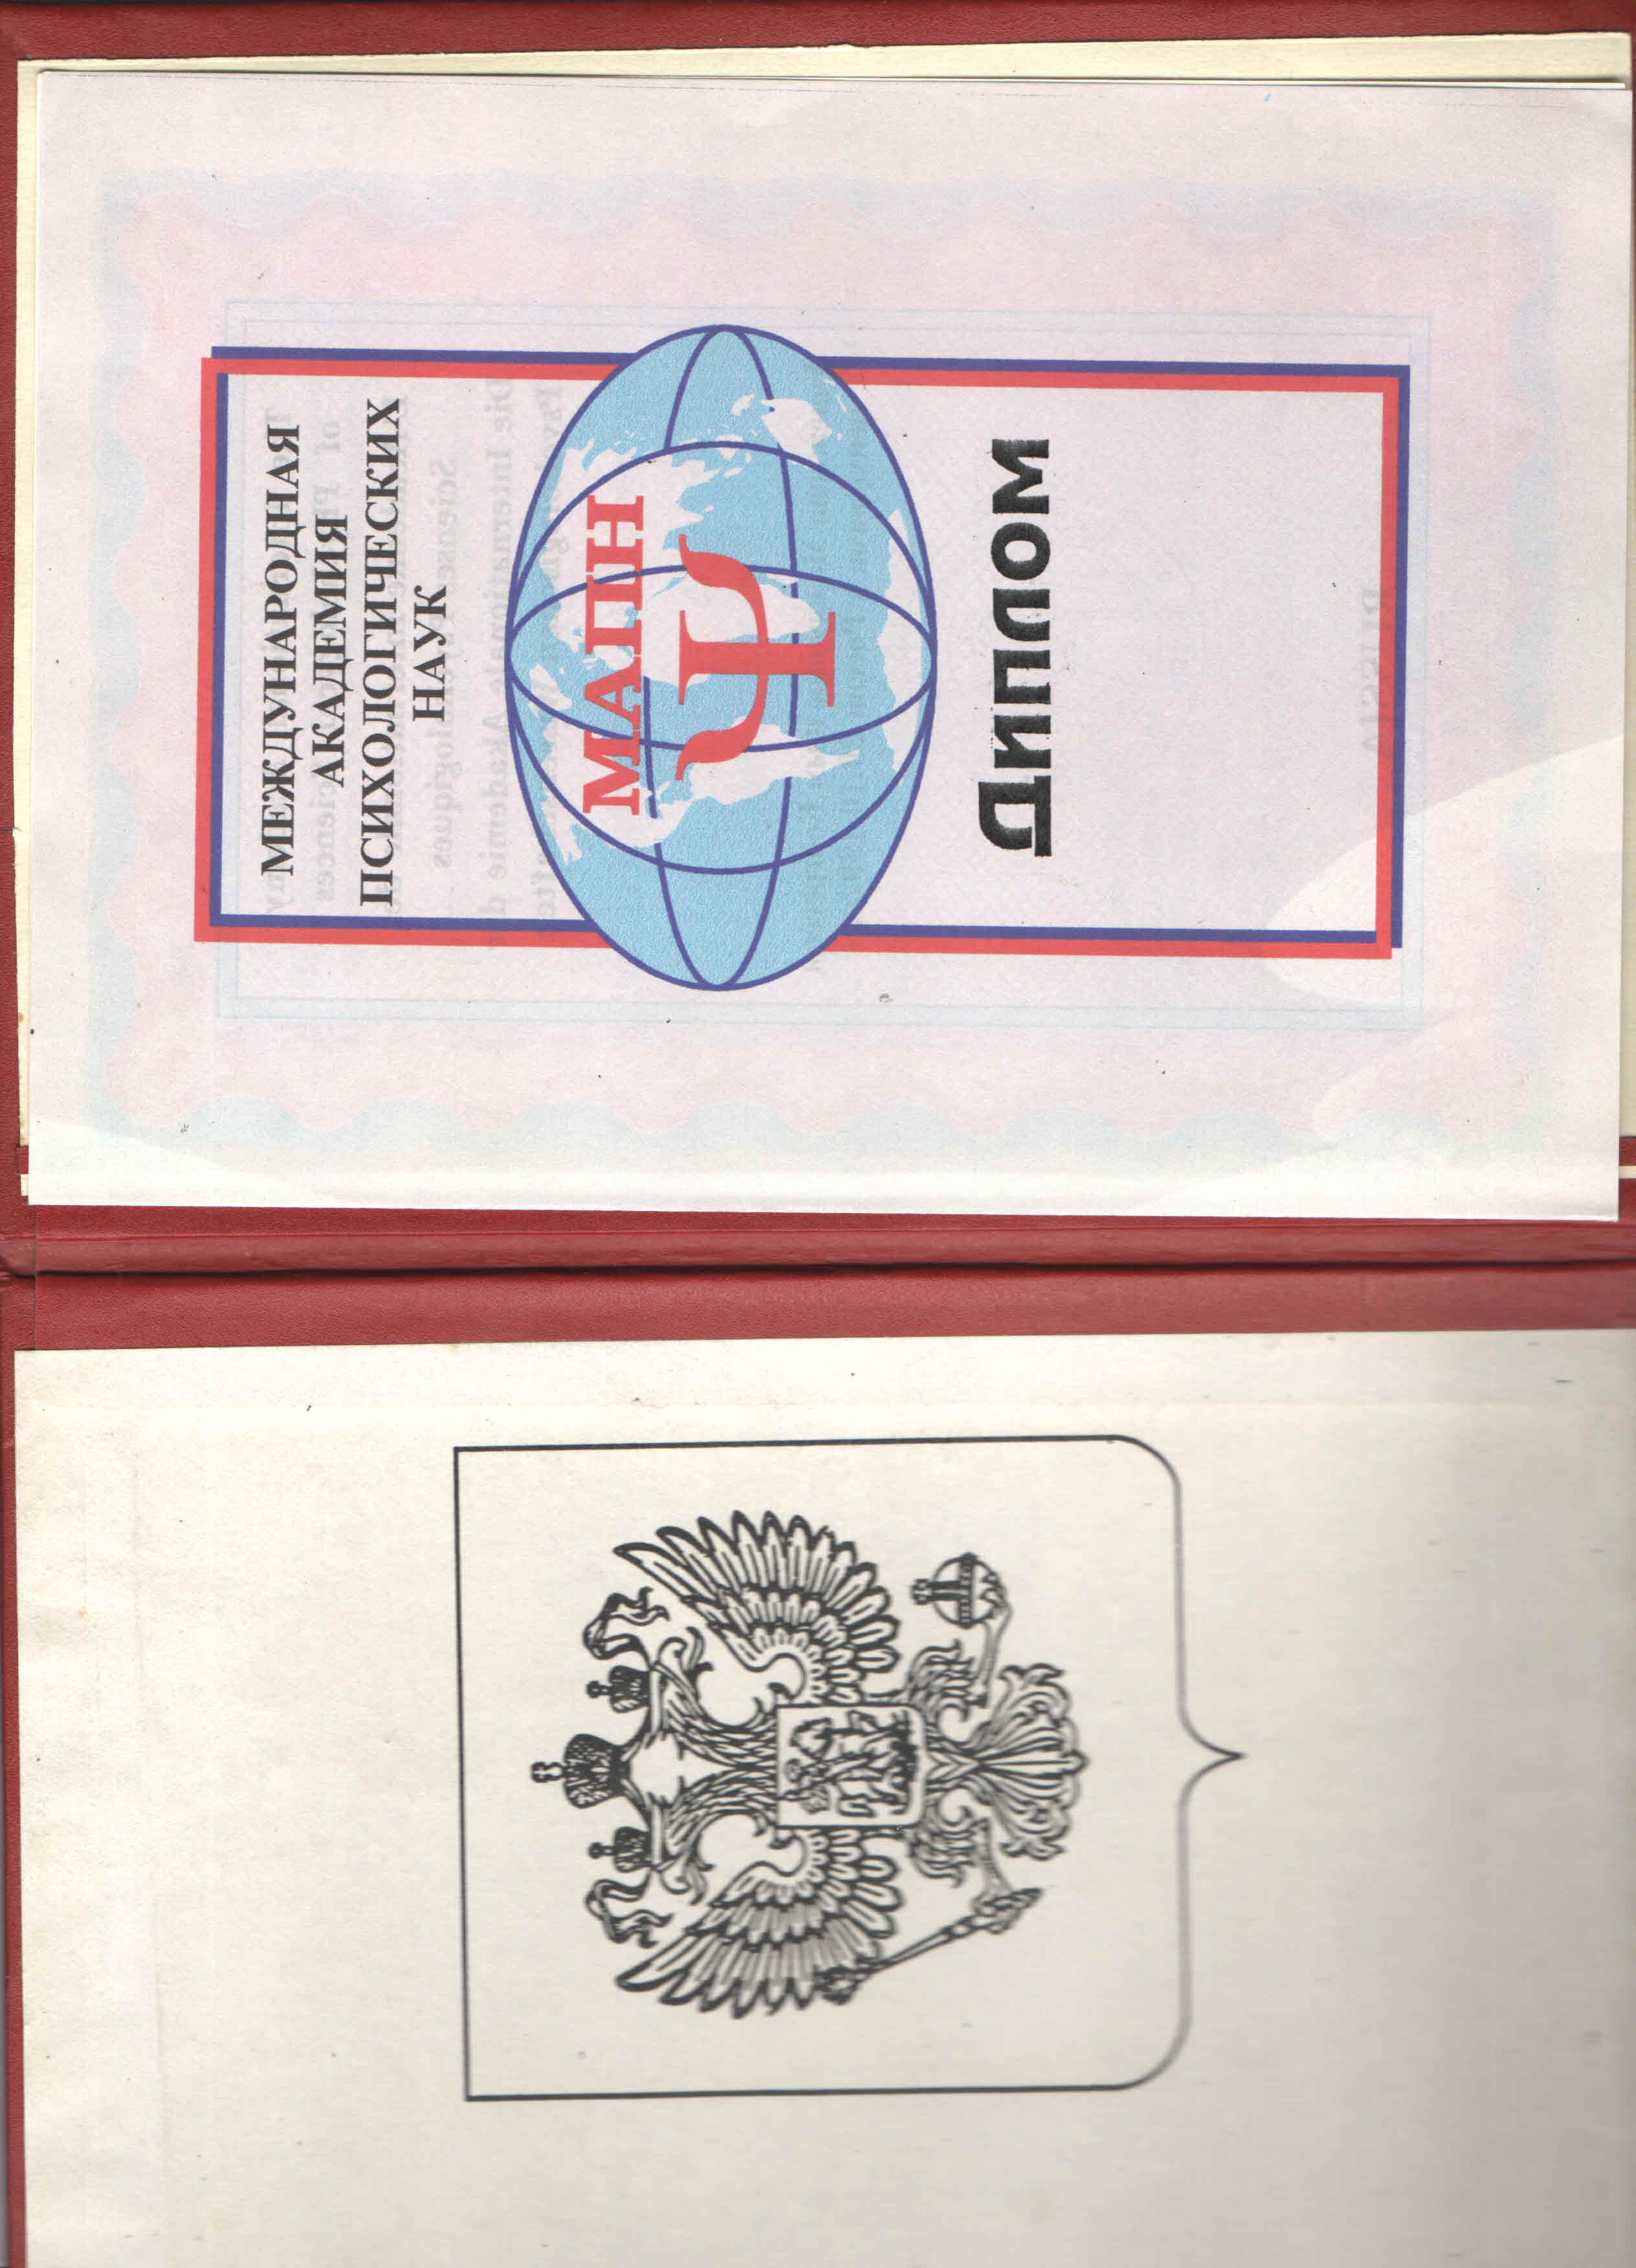 МЕЖДУНАРОДНАЯ
АКАДЕМИЯ
ПСИХОЛОГИЧЕСКИХ
НАУК
МАПН
Ψ
ДИПЛОМ